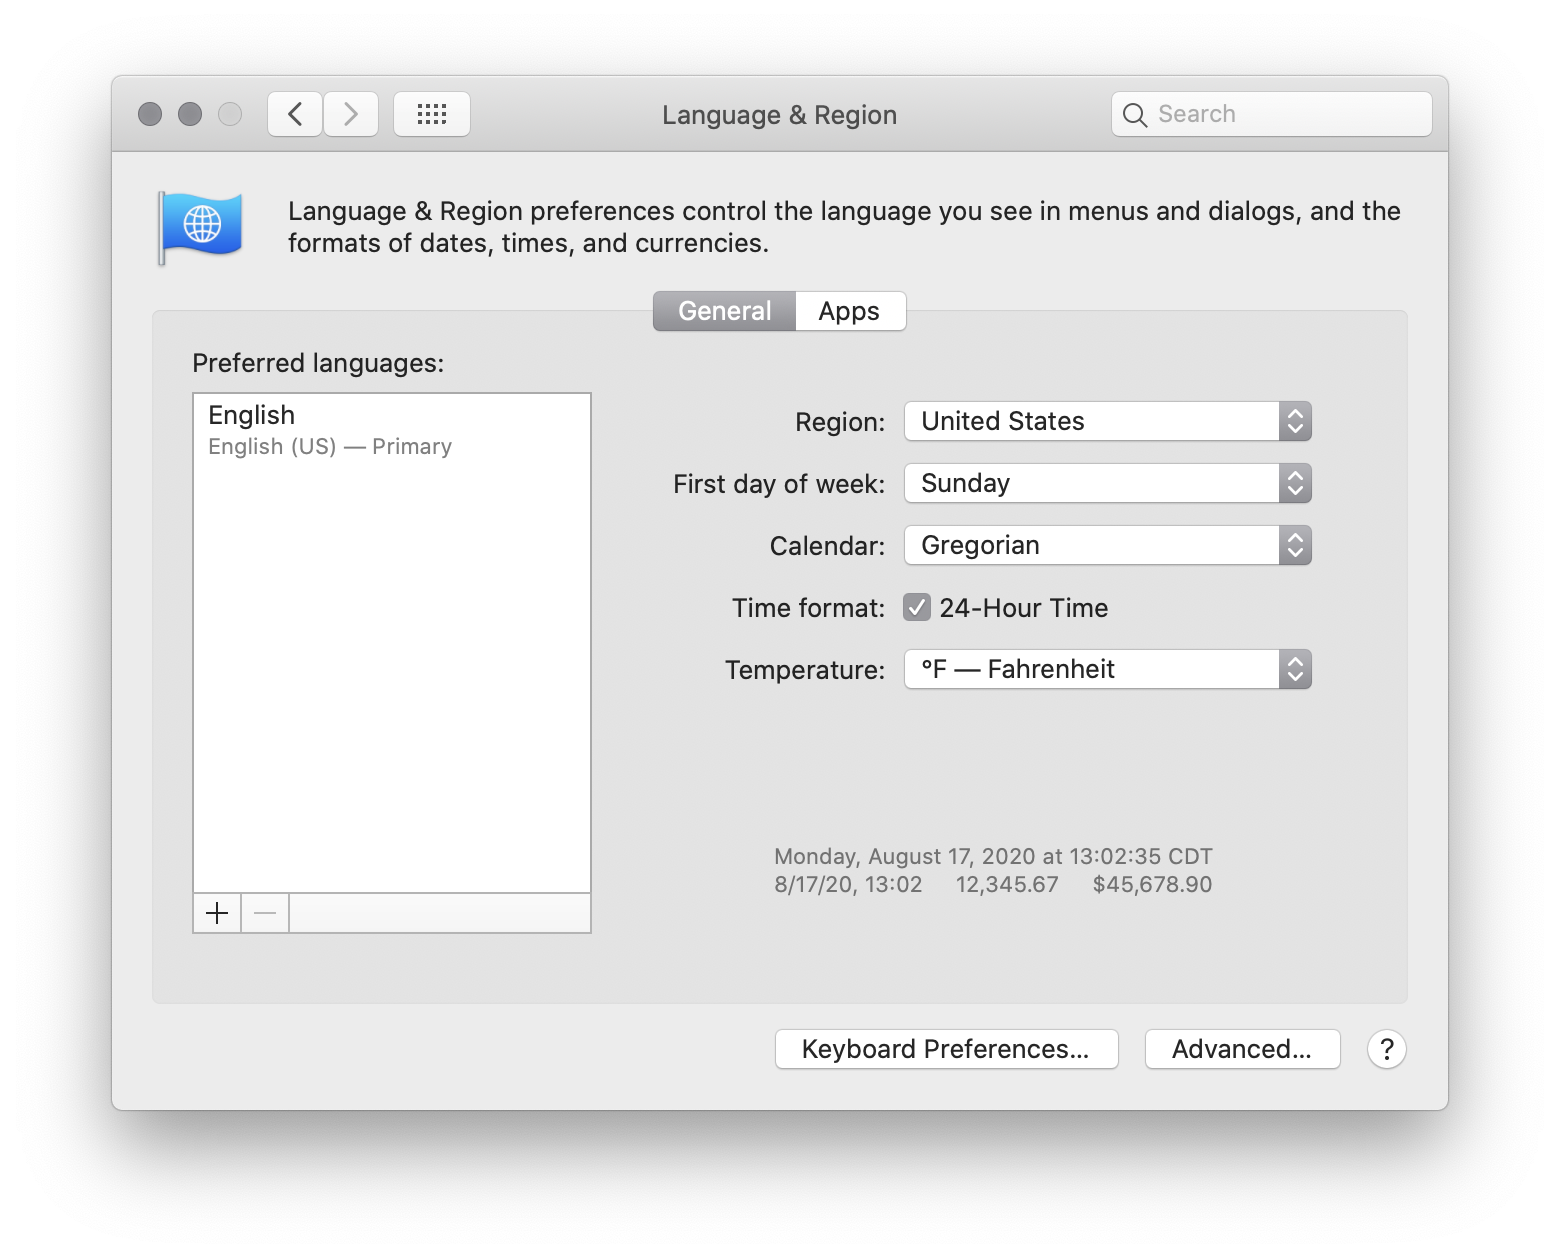 Language & Region
Search
Language & Region preferences control the language you see in menus and dialogs, and the
formats of dates, times, and currencies.
General
Apps
Preferred languages:
English
English (US) — Primary
Region: United States
First day of week: Sunday
Calendar: Gregorian
Time format: 24-Hour Time
Temperature: °F — Fahrenheit
Monday, August 17, 2020 at 13:02:35 CDT
8/17/20, 13:02 12,345.67 $45,678.90
Keyboard Preferences...
Advanced...
?